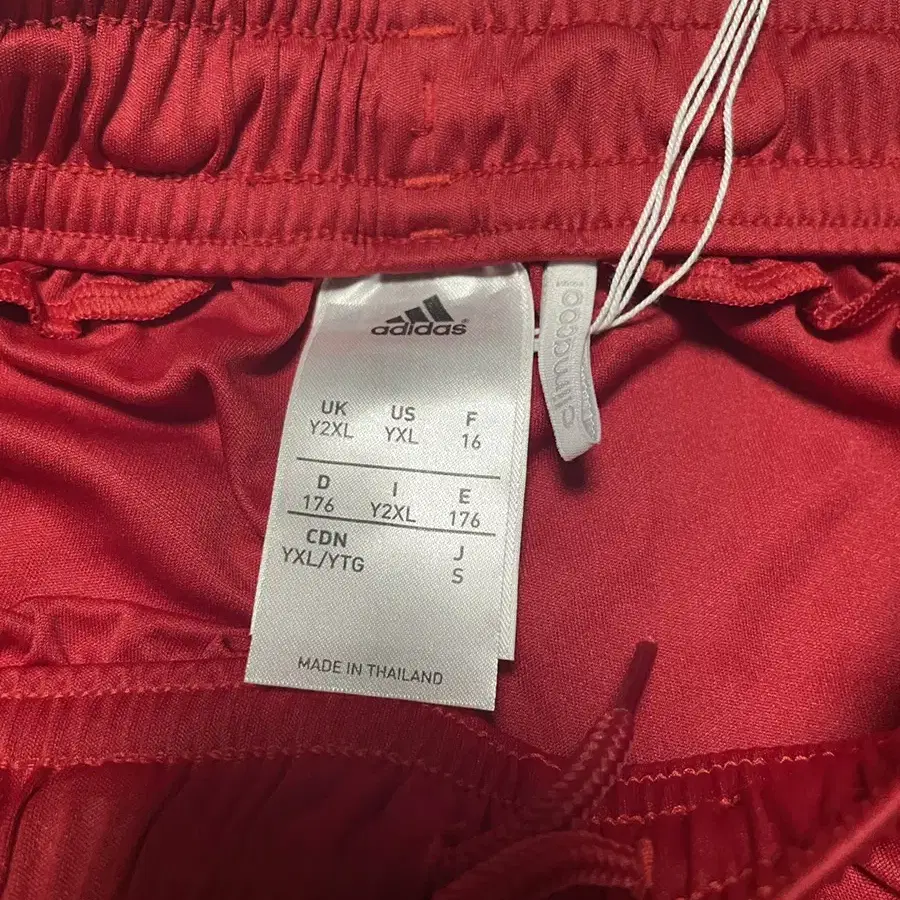 adidas
climacool
UK US F
Y2XL YXL 16
D I E
176 Y2XL 176
CDN J
YXL/YTG S
MADE IN THAILAND